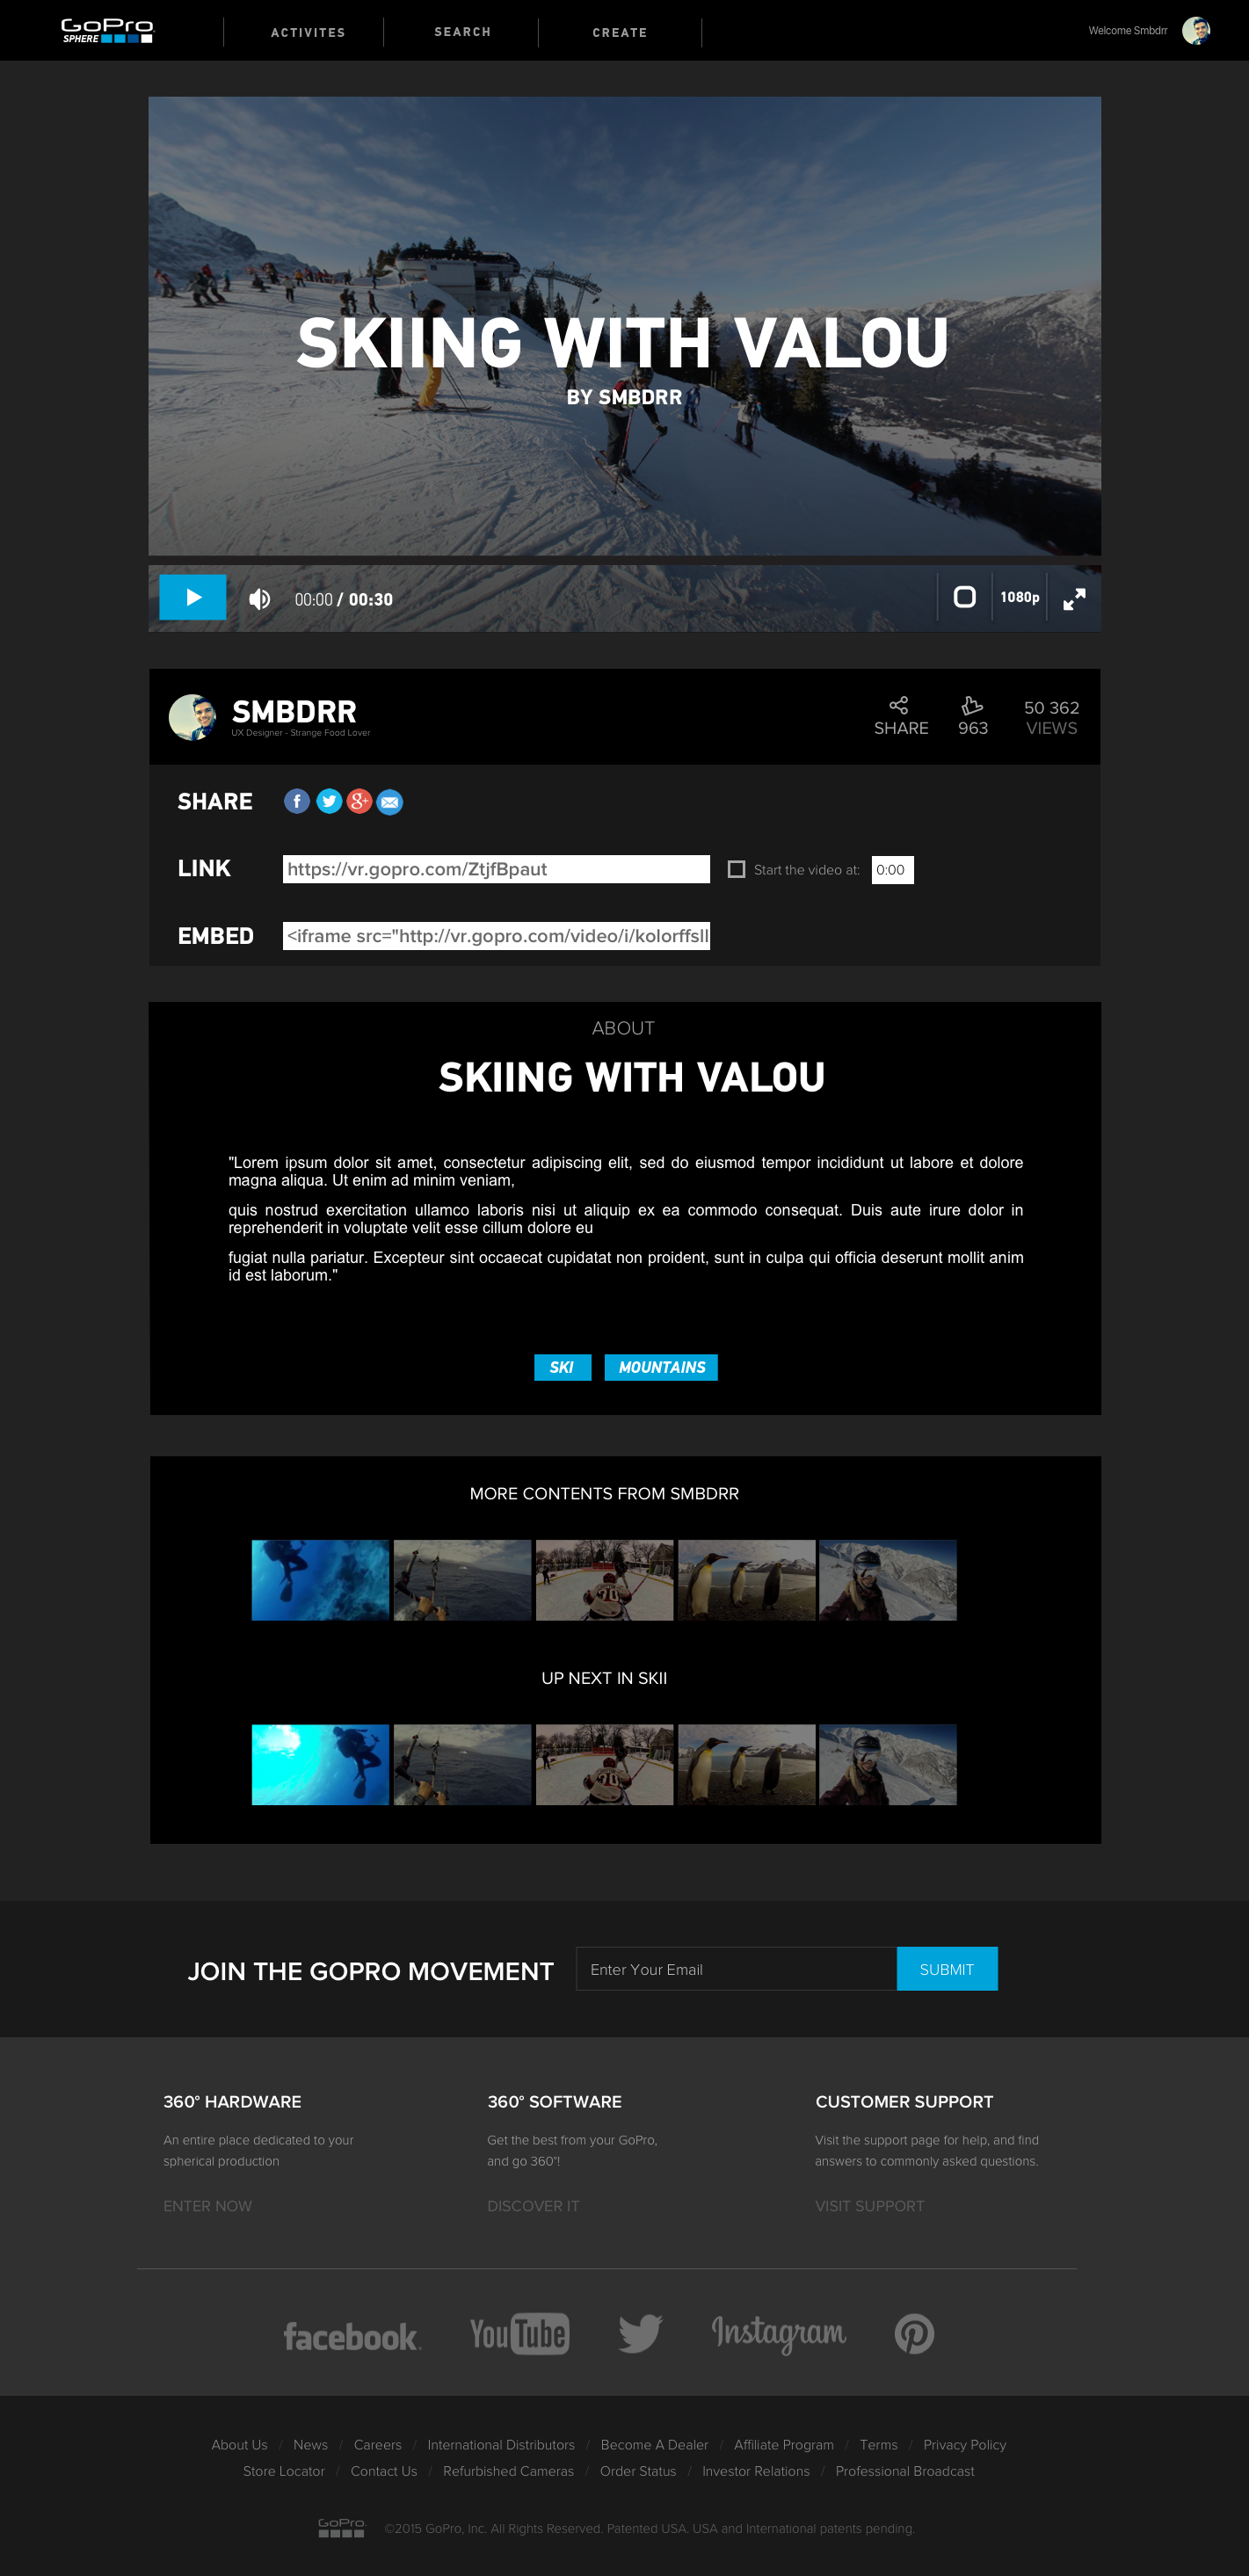 GoPro
SPHERE
ACTIVITES
SEARCH
CREATE
Welcome Smbdrr
SKIING WITH VALOU
BY SMBDRR
00:00 / 00:30
1080p
SMBDRR
UX Designer - Strange Food Lover
SHARE
963
50 362
VIEWS
SHARE
f
g+
LINK
https://vr.gopro.com/ZtjfBpaut
Start the video at:
0:00
EMBED
<iframe src="http://vr.gopro.com/video/i/kolorffsll
ABOUT
SKIING WITH VALOU
"Lorem ipsum dolor sit amet, consectetur adipiscing elit, sed do eiusmod tempor incididunt ut labore et dolore
magna aliqua. Ut enim ad minim veniam,
quis nostrud exercitation ullamco laboris nisi ut aliquip ex ea commodo consequat. Duis aute irure dolor in
reprehenderit in voluptate velit esse cillum dolore eu
fugiat nulla pariatur. Excepteur sint occaecat cupidatat non proident, sunt in culpa qui officia deserunt mollit anim
id est laborum."
SKI
MOUNTAINS
MORE CONTENTS FROM SMBDRR
UP NEXT IN SKII
JOIN THE GOPRO MOVEMENT
Enter Your Email
SUBMIT
360° HARDWARE
An entire place dedicated to your
spherical production
ENTER NOW
360° SOFTWARE
Get the best from your GoPro,
and go 360°!
DISCOVER IT
CUSTOMER SUPPORT
Visit the support page for help, and find
answers to commonly asked questions.
VISIT SUPPORT
facebook
YouTube
Instagram
About Us / News / Careers / International Distributors / Become A Dealer / Affiliate Program / Terms / Privacy Policy
Store Locator / Contact Us / Refurbished Cameras / Order Status / Investor Relations / Professional Broadcast
GoPro
©2015 GoPro, Inc. All Rights Reserved. Patented USA. USA and International patents pending.